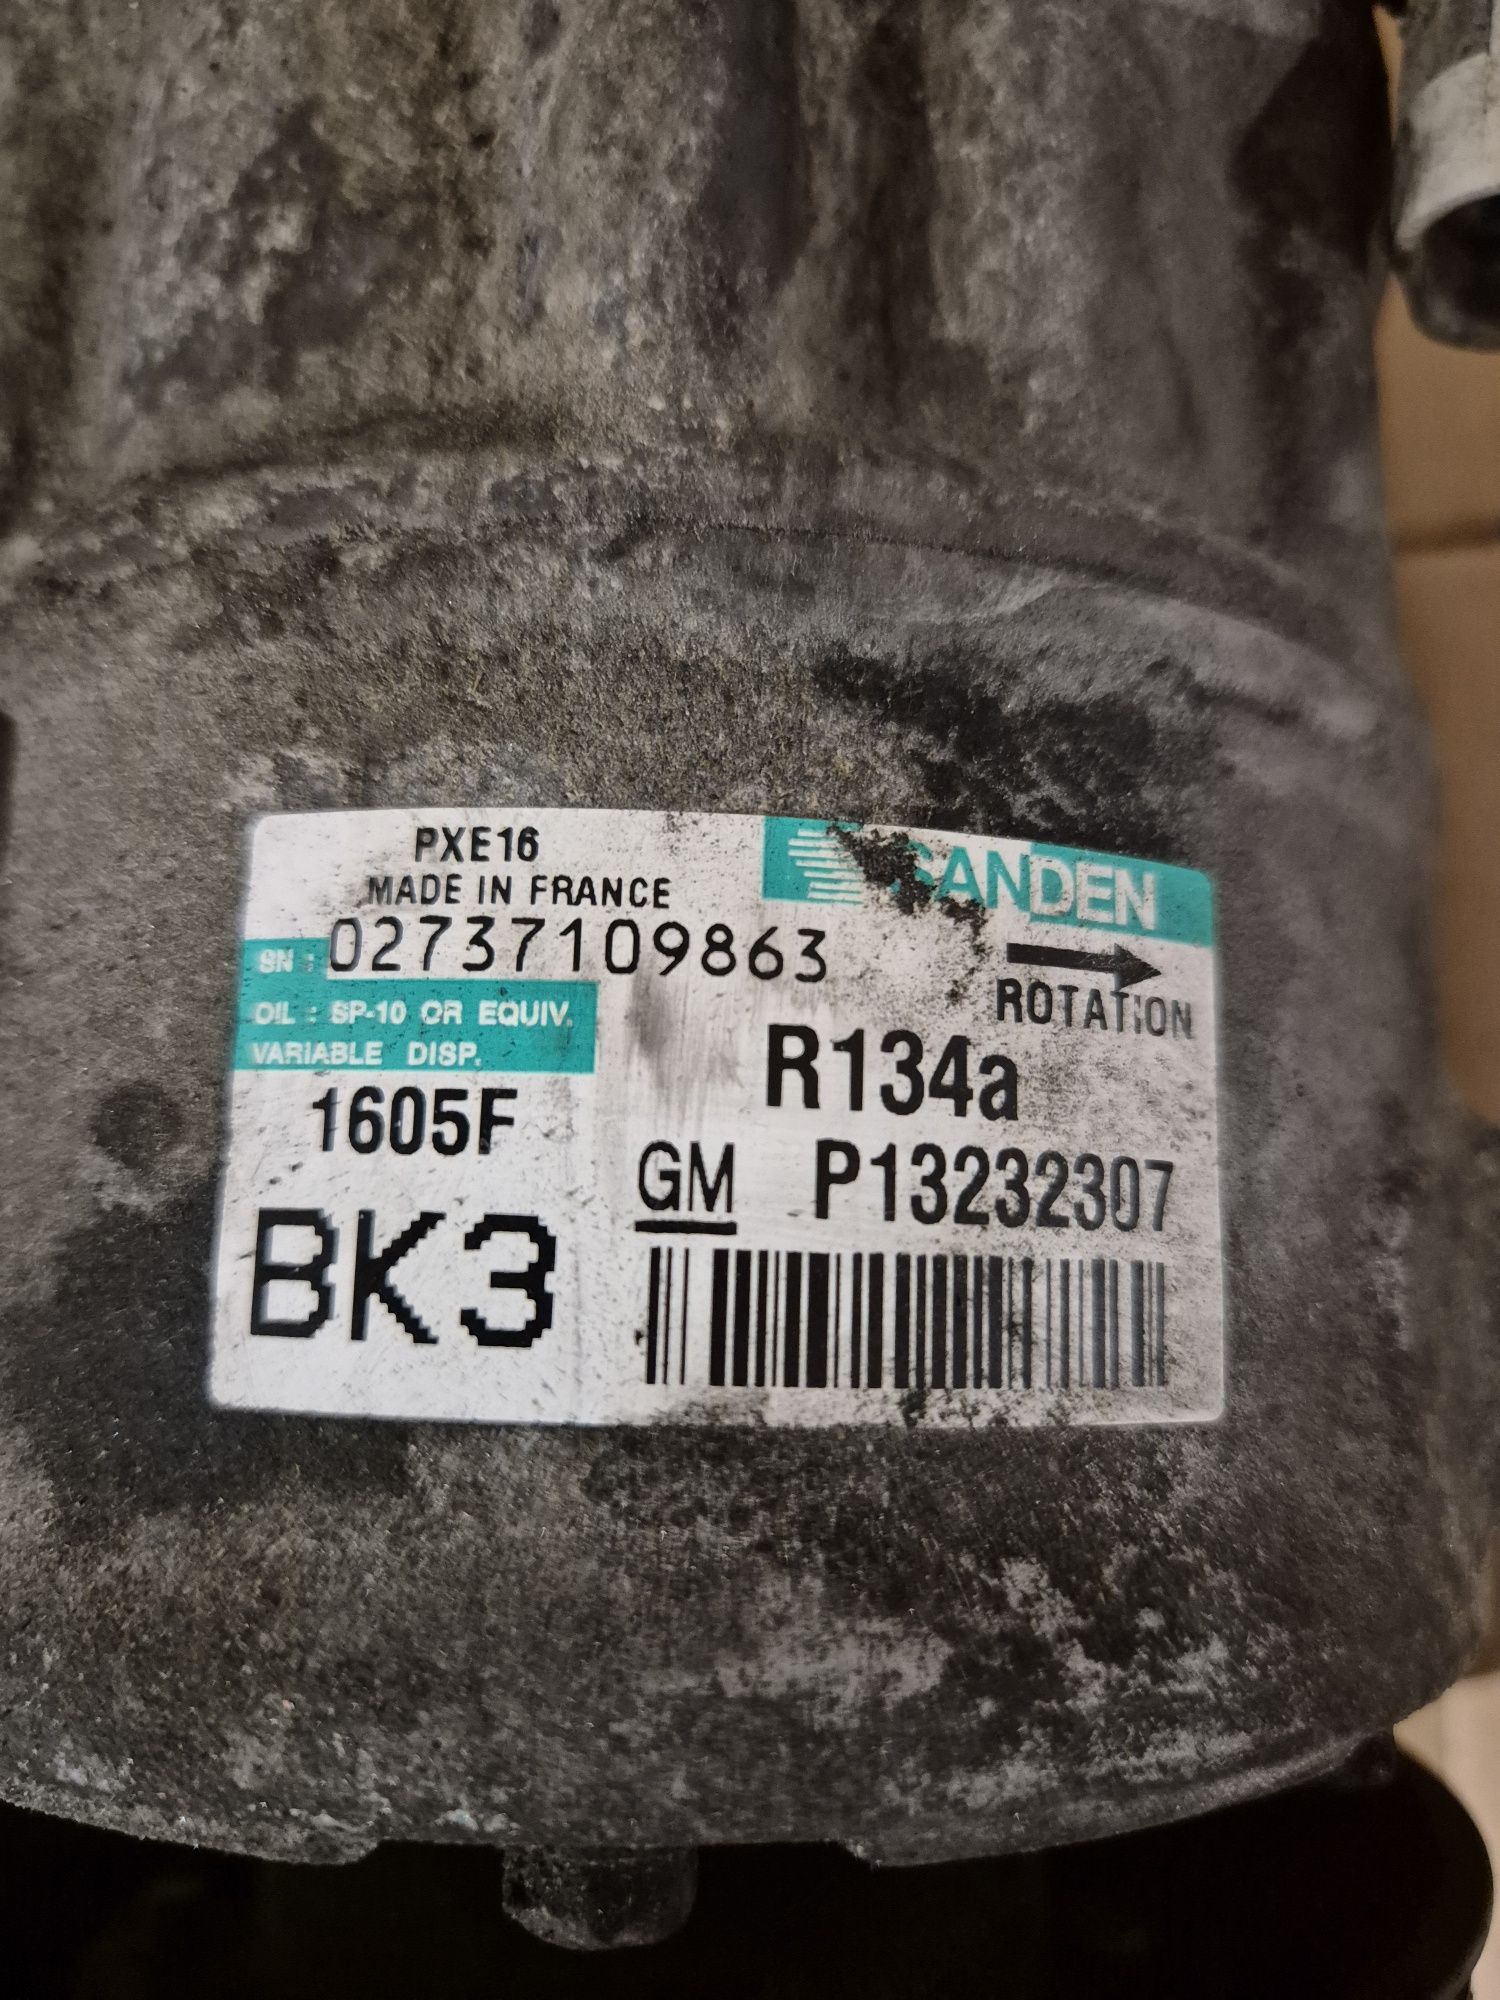 PXE16
SANDEN
MADE IN FRANCE
SN : 02737109863
ROTATION
OIL : SP-10 OR EQUIV.
VARIABLE DISP.
R134a
1605F
GM P13232307
BK3